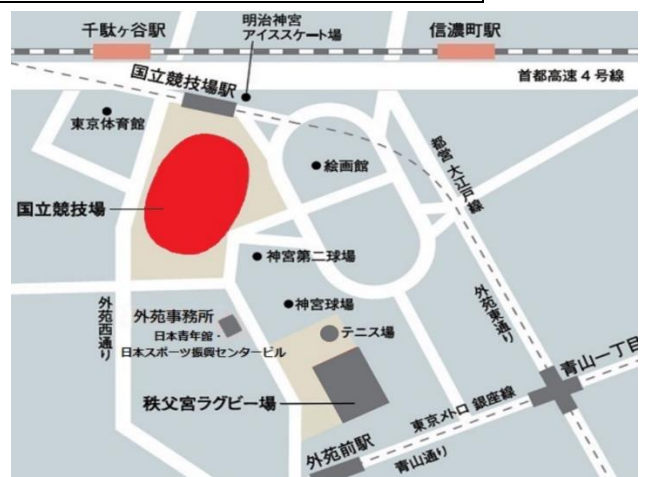 明治神宮
アイススケート場
千駄ヶ谷駅
信濃町駅
首都高速4号線
国立競技場駅
東京体育館
絵画館
都営 大江戸線
国立競技場
神宮第二球場
外苑西通り
外苑事務所
日本青年館・
日本スポーツ振興センタービル
神宮球場
テニス場
外苑東通り
青山一丁目
秩父宮ラグビー場
東京メトロ 銀座線
外苑前駅
青山通り